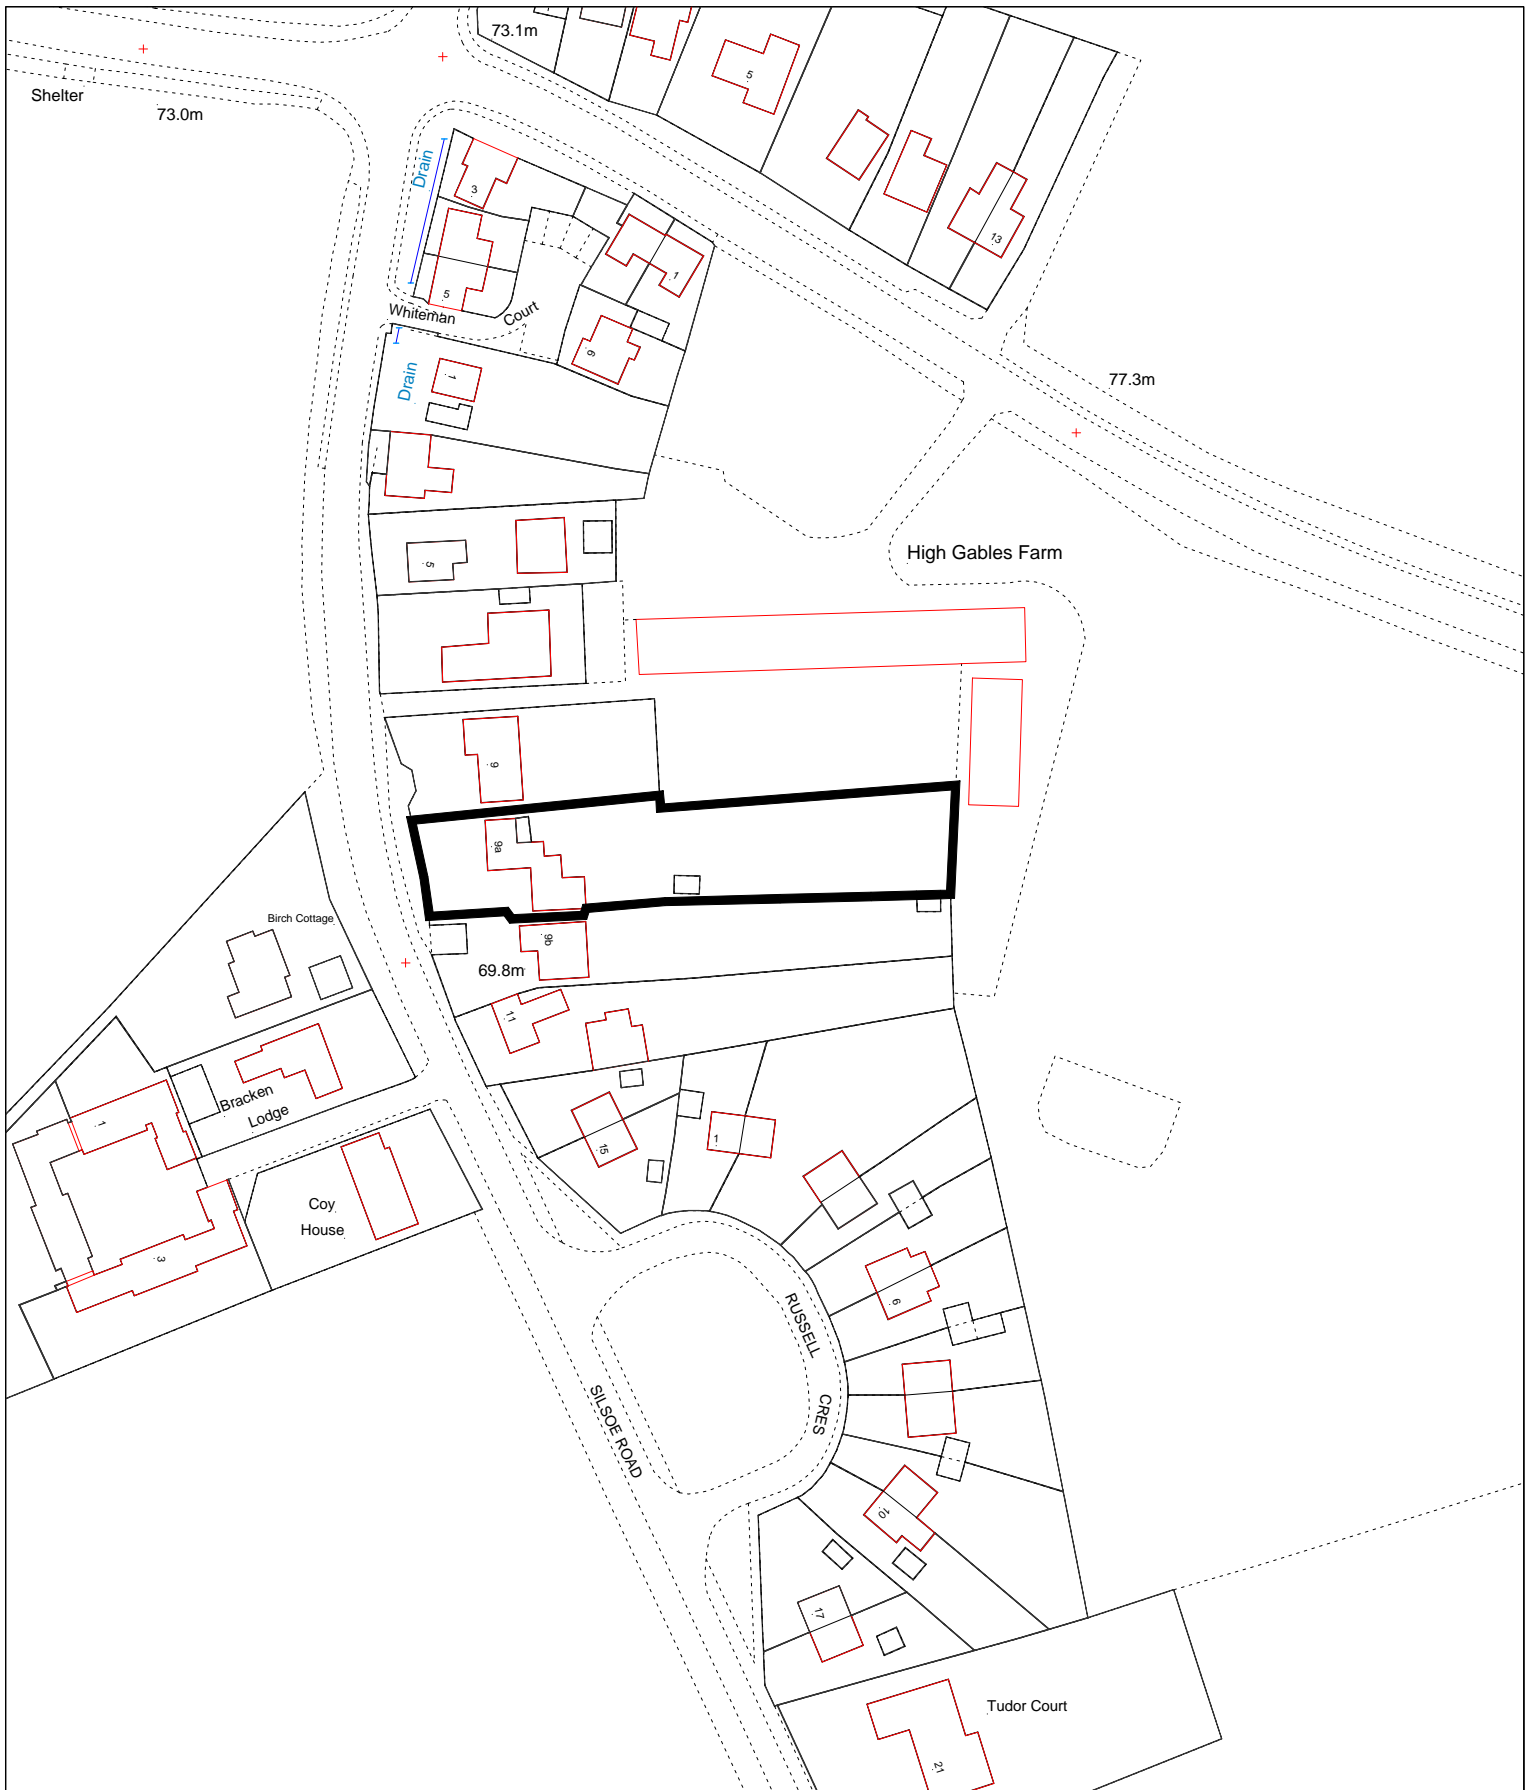 73.1m
Shelter
73.0m
5
Drain
3
13
1
5
Whiteman
Court
6
77.3m
1
Drain
High Gables Farm
5
9
9a
Birch Cottage
9b
69.8m
11
Bracken
Lodge
1
15
1
Coy
House
3
6
RUSSELL
CRES
SILSOE ROAD
10
17
Tudor Court
21